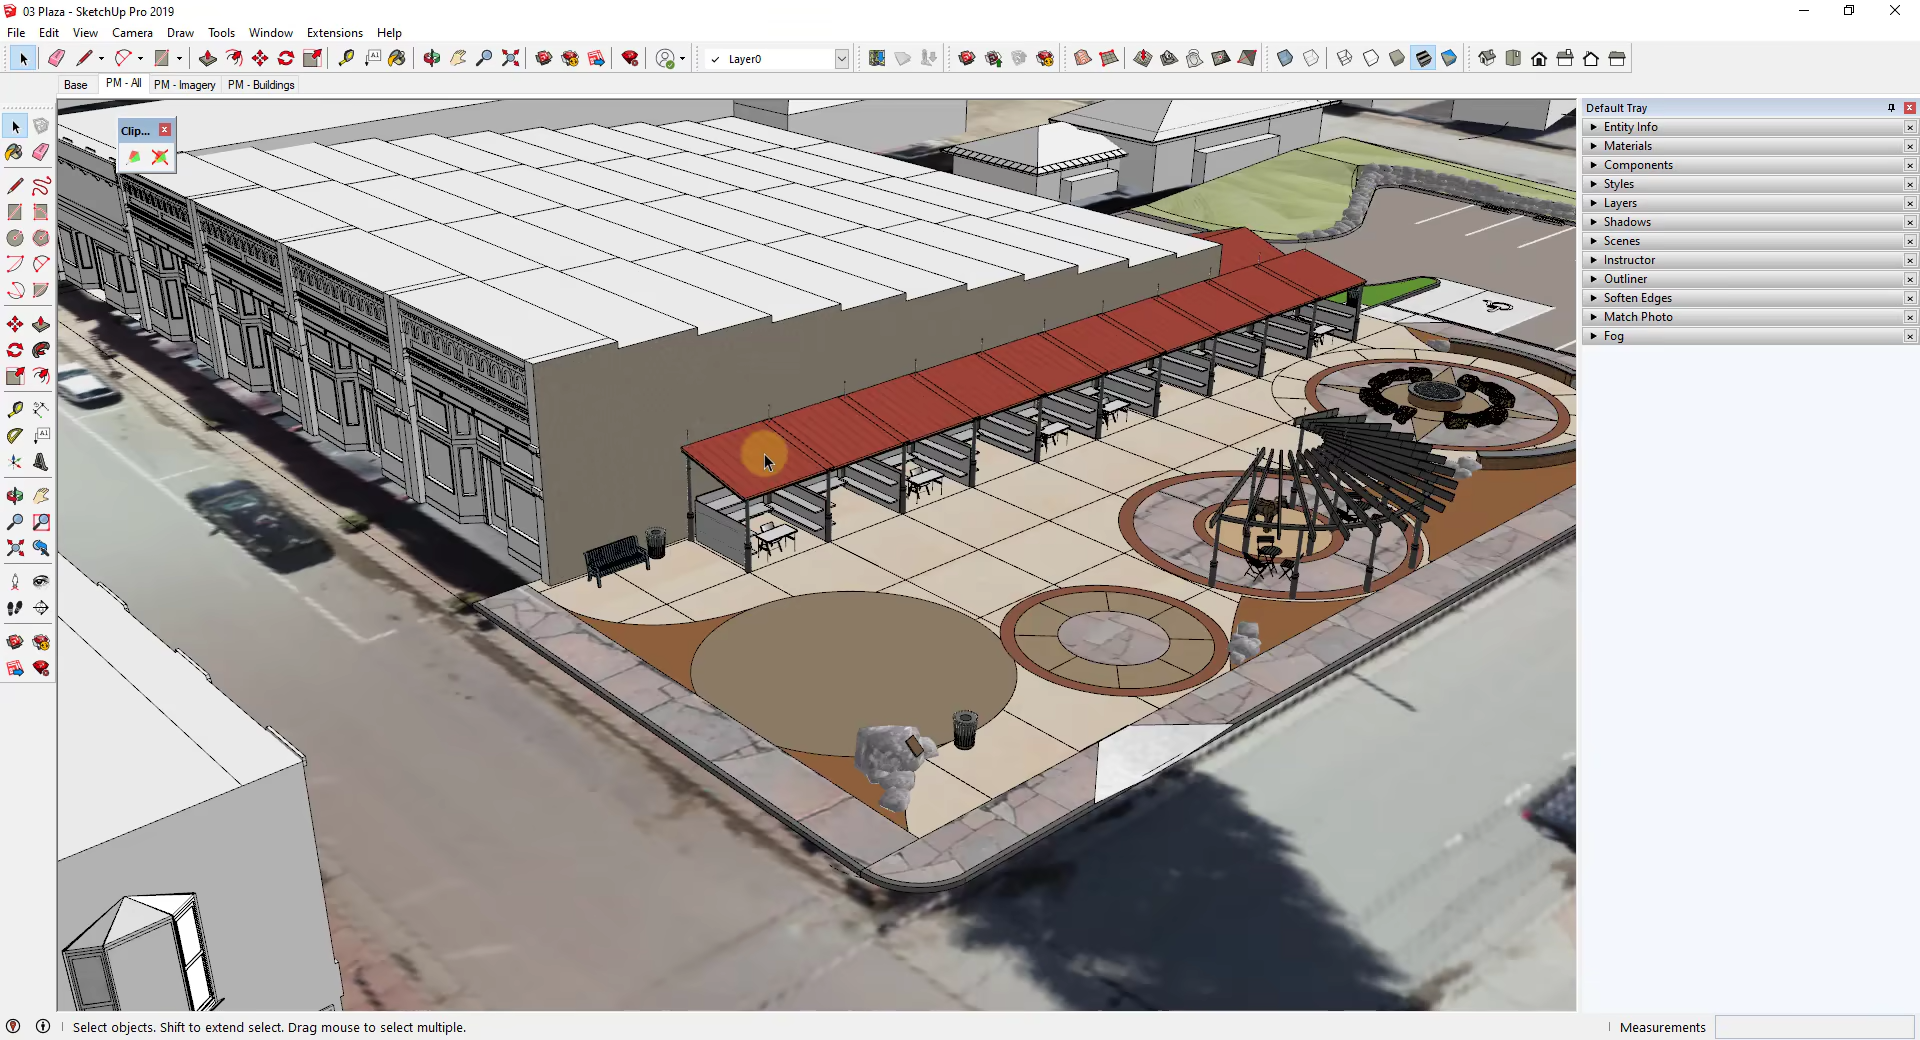 03 Plaza - SketchUp Pro 2019
File Edit View Camera Draw Tools Window Extensions Help
Layer0
Base PM - All PM - Imagery PM - Buildings
Clip...
Default Tray
Entity Info
Materials
Components
Styles
Layers
Shadows
Scenes
Instructor
Outliner
Soften Edges
Match Photo
Fog
Select objects. Shift to extend select. Drag mouse to select multiple.
Measurements